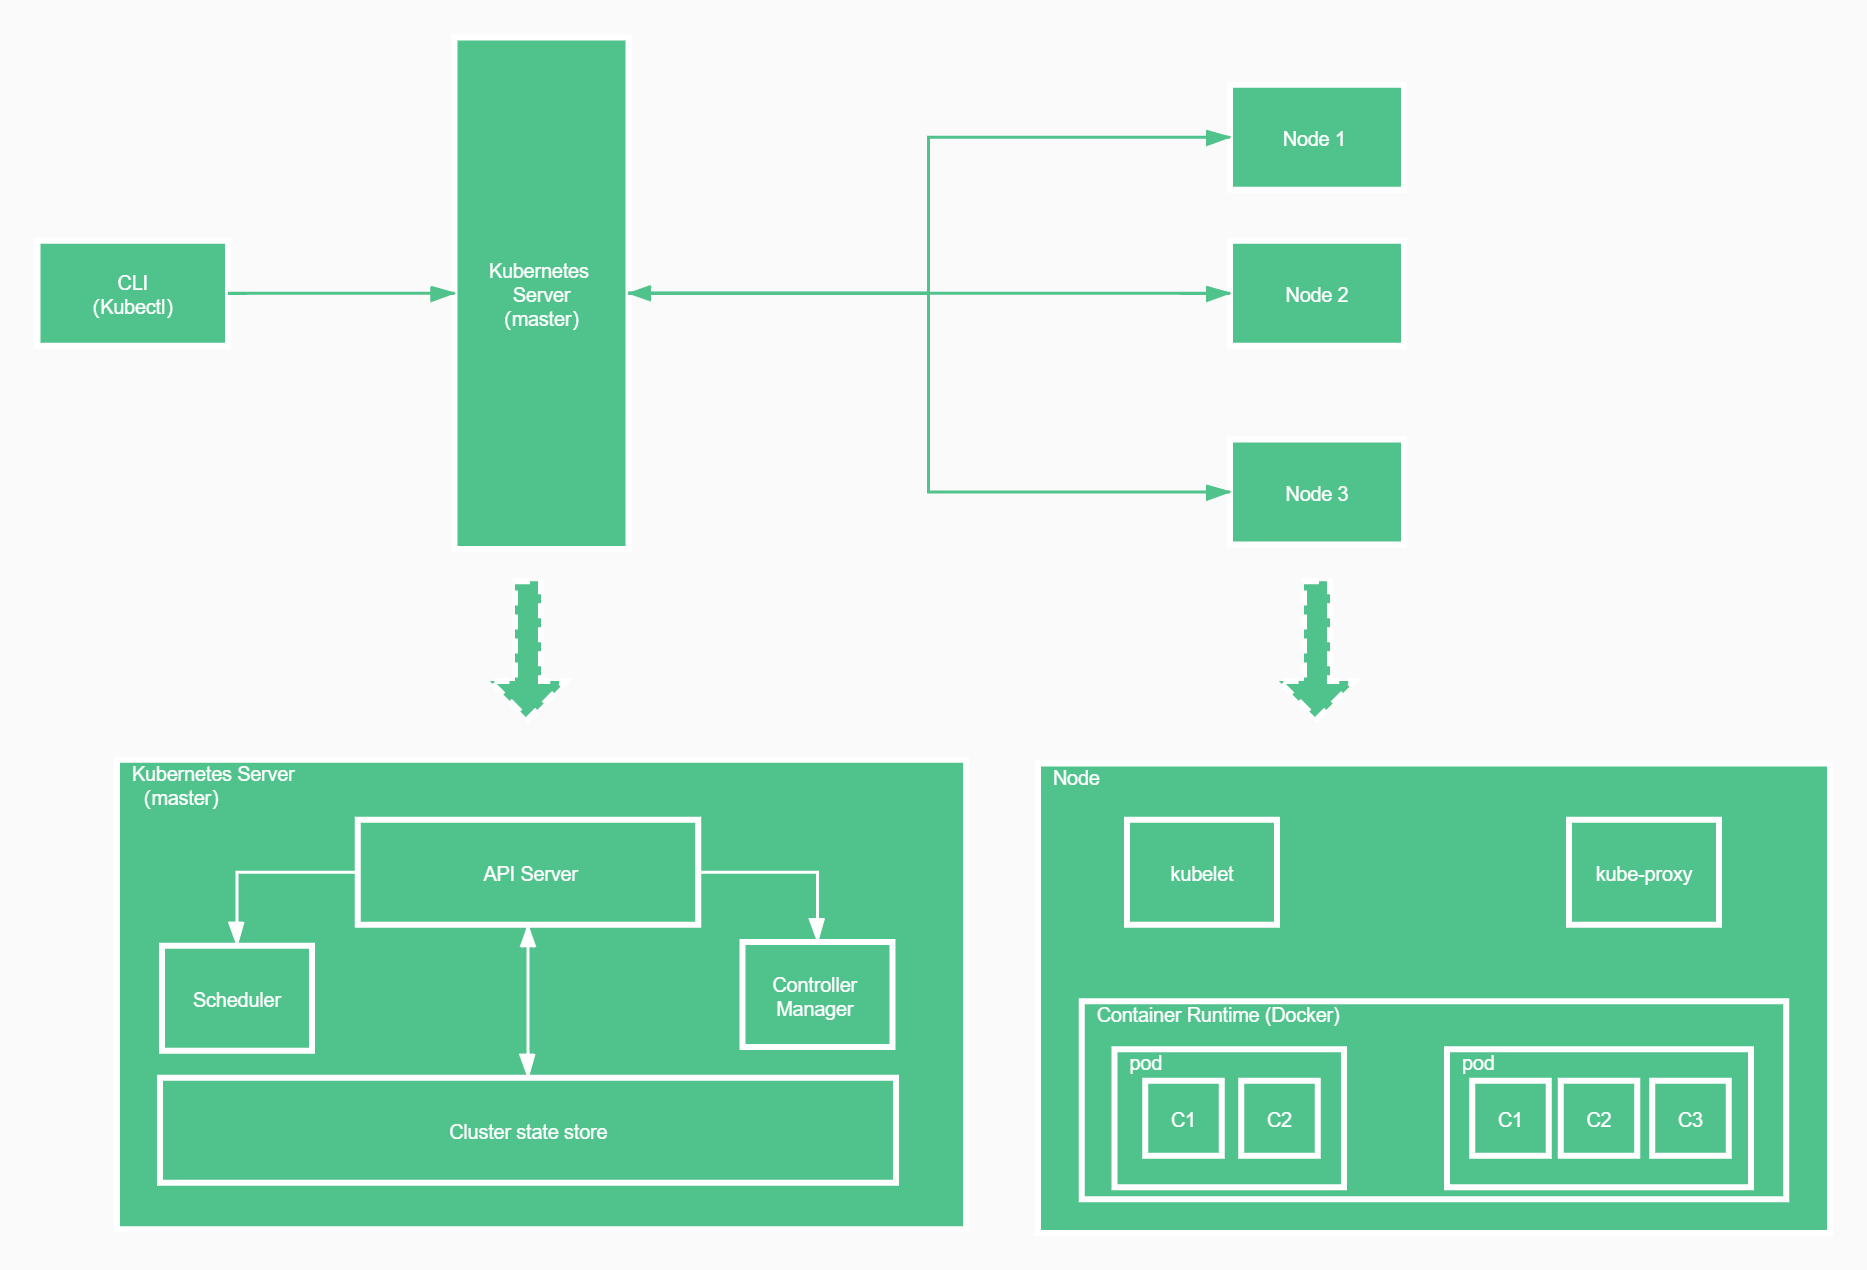 CLI
(Kubectl)
Kubernetes
Server
(master)
Node 1
Node 2
Node 3
Kubernetes Server
(master)
API Server
Scheduler
Controller
Manager
Cluster state store
Node
kubelet
kube-proxy
Container Runtime (Docker)
pod
C1
C2
pod
C1
C2
C3